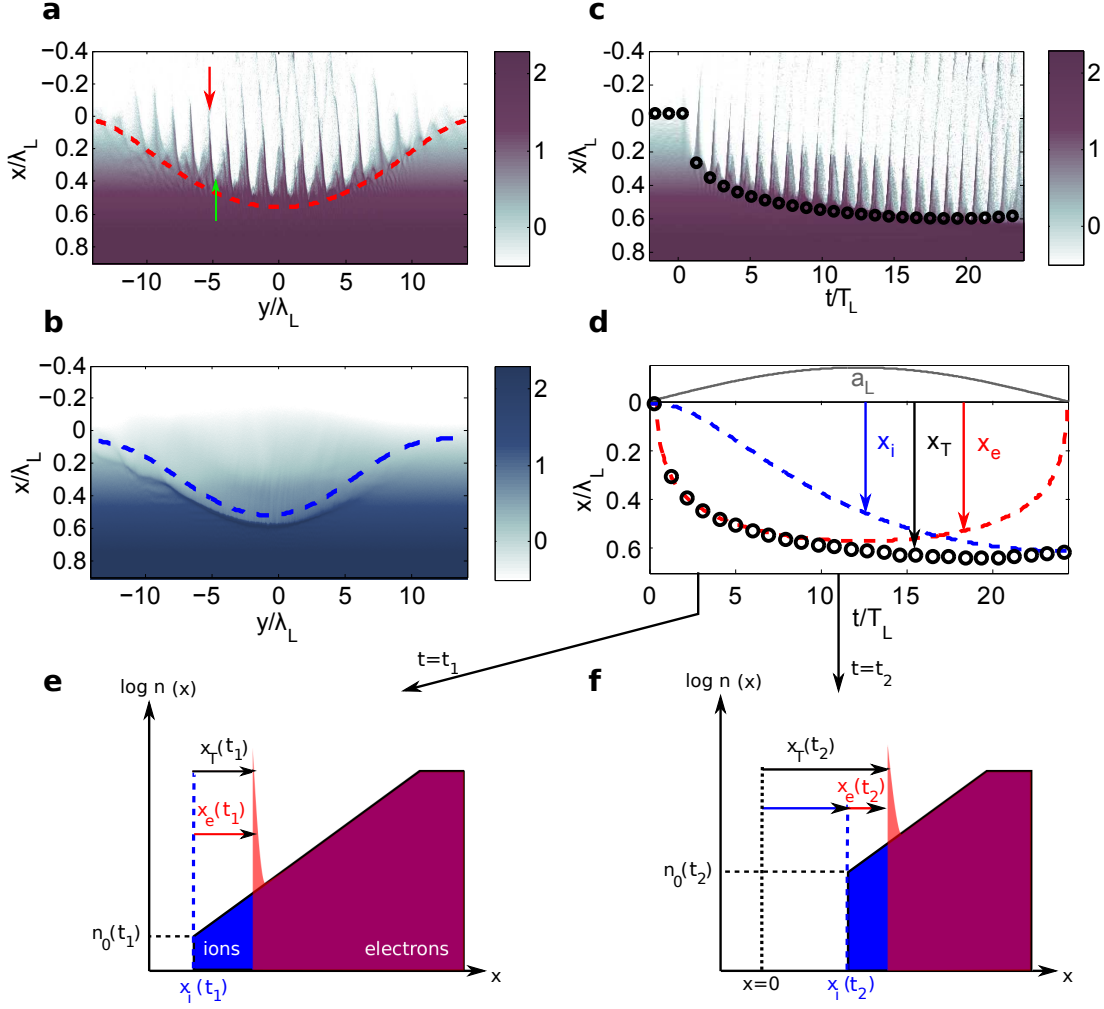 a
−0.4
−0.2
0
0.2
0.4
0.6
0.8
x/λL
−10 −5 0 5 10
y/λL
2
1
0
c
−0.4
−0.2
0
0.2
0.4
0.6
0.8
x/λL
0 5 10 15 20
t/TL
2
1
0
b
−0.4
−0.2
0
0.2
0.4
0.6
0.8
x/λL
−10 −5 0 5 10
y/λL
2
1
0
d
0
0.2
0.4
0.6
x/λL
aL
xi
xT
xe
0 5 10 15 20
t/TL
t=t1
t=t2
e
log n (x)
xT(t1)
xe(t1)
n0(t1)
ions
electrons
xi(t1)
x
f
log n (x)
xT(t2)
xe(t2)
n0(t2)
x=0
xi(t2)
x